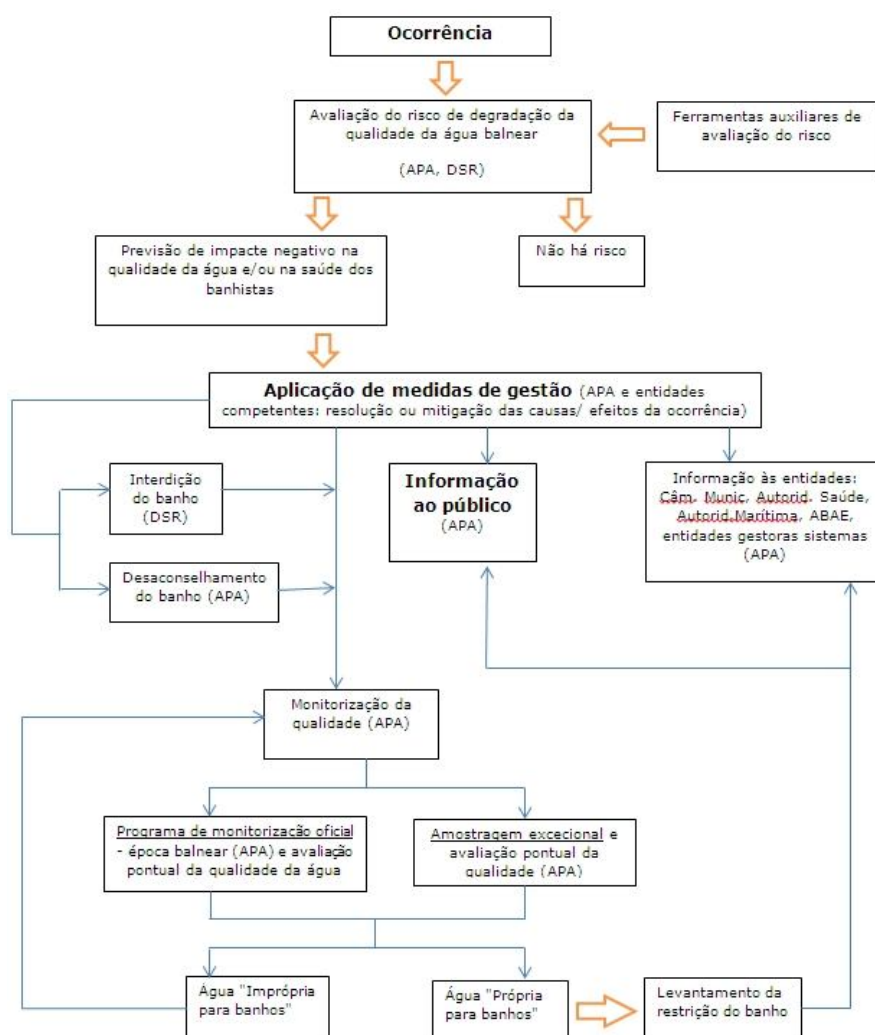 Ocorrência
Avaliação do risco de degradação da
qualidade da água balnear
(APA, DSR)
Ferramentas auxiliares de
avaliação do risco
Previsão de impacte negativo na
qualidade da água e/ou na saúde dos
banhistas
Não há risco
Aplicação de medidas de gestão (APA e entidades
competentes: resolução ou mitigação das causas/ efeitos da ocorrência)
Interdição
do banho
(DSR)
Informação
ao público
(APA)
Informação às entidades:
Câm. Munic, Autorid. Saúde,
Autorid.Marítima, ABAE,
entidades gestoras sistemas
(APA)
Desaconselhamento
do banho (APA)
Monitorização da
qualidade (APA)
Programa de monitorização oficial
- época balnear (APA) e avaliação
pontual da qualidade da água
Amostragem excecional e
avaliação pontual da
qualidade (APA)
Água "Imprópria
para banhos"
Água "Própria
para banhos"
Levantamento da
restrição do banho